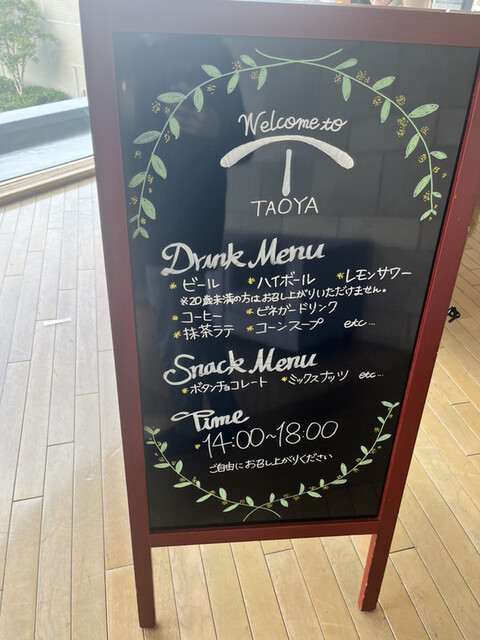 Welcome to
TAOYA
Drink Menu
*ビール *ハイボール *レモンサワー
※20歳未満の方はお召し上がりいただけません。
*コーヒー *ビネガードリンク
*抹茶ラテ *コーンスープ etc...
Snack Menu
*ボタンチョコレート *ミックスナッツ etc...
Time
*14:00~18:00
ご自由にお召し上がりください